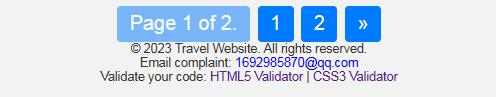 Page 1 of 2. 1 2 »
© 2023 Travel Website. All rights reserved.
Email complaint: 1692985870@qq.com
Validate your code: HTML5 Validator | CSS3 Validator